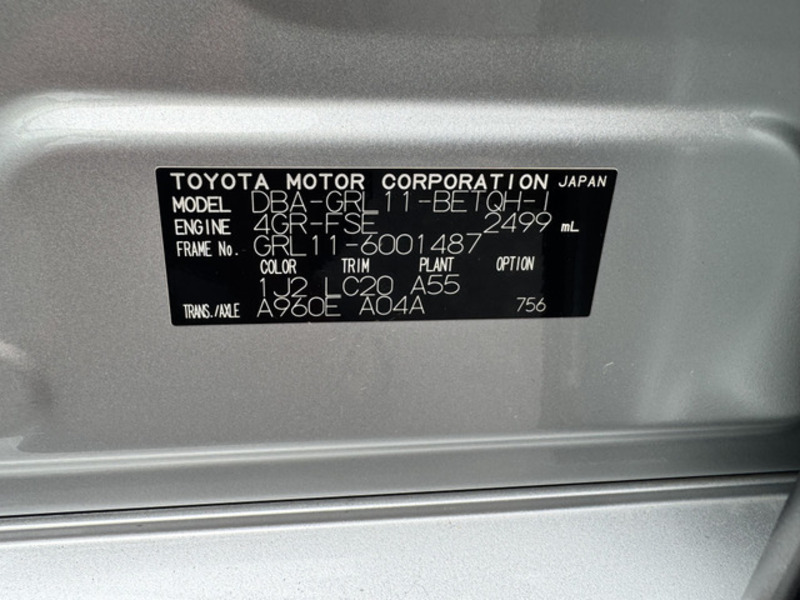 TOYOTA MOTOR CORPORATION JAPAN
MODEL DBA-GRL11-BETQH-I
ENGINE 4GR-FSE 2499 mL
FRAME No. GRL11-6001487
COLOR TRIM PLANT OPTION
1J2 LC20 A55
TRANS./AXLE A960E A04A 756